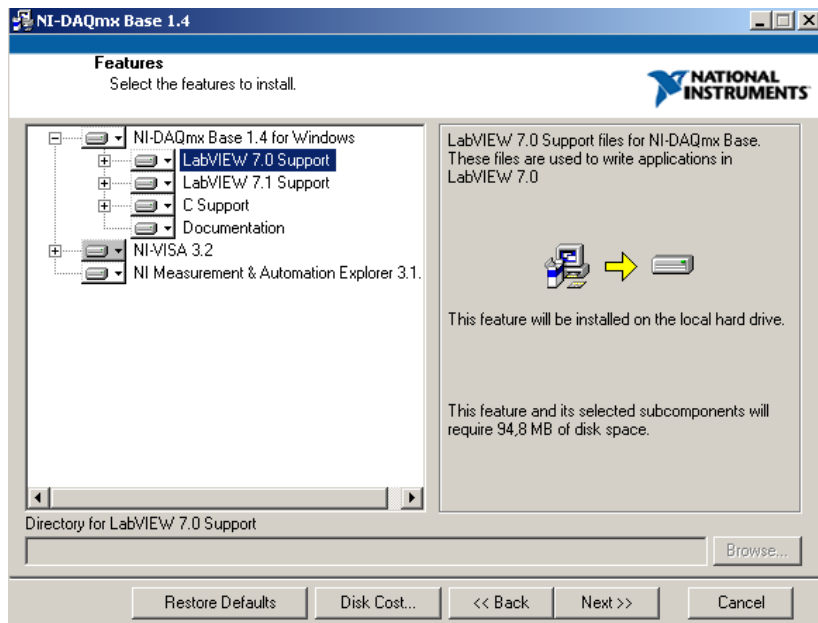 NI-DAQmx Base 1.4
Features
Select the features to install.
NATIONAL
INSTRUMENTS
NI-DAQmx Base 1.4 for Windows
LabVIEW 7.0 Support
LabVIEW 7.1 Support
C Support
Documentation
NI-VISA 3.2
NI Measurement & Automation Explorer 3.1.
LabVIEW 7.0 Support files for NI-DAQmx Base.
These files are used to write applications in
LabVIEW 7.0
This feature will be installed on the local hard drive.
This feature and its selected subcomponents will
require 94,8 MB of disk space.
Directory for LabVIEW 7.0 Support
Browse...
Restore Defaults
Disk Cost...
<< Back
Next >>
Cancel